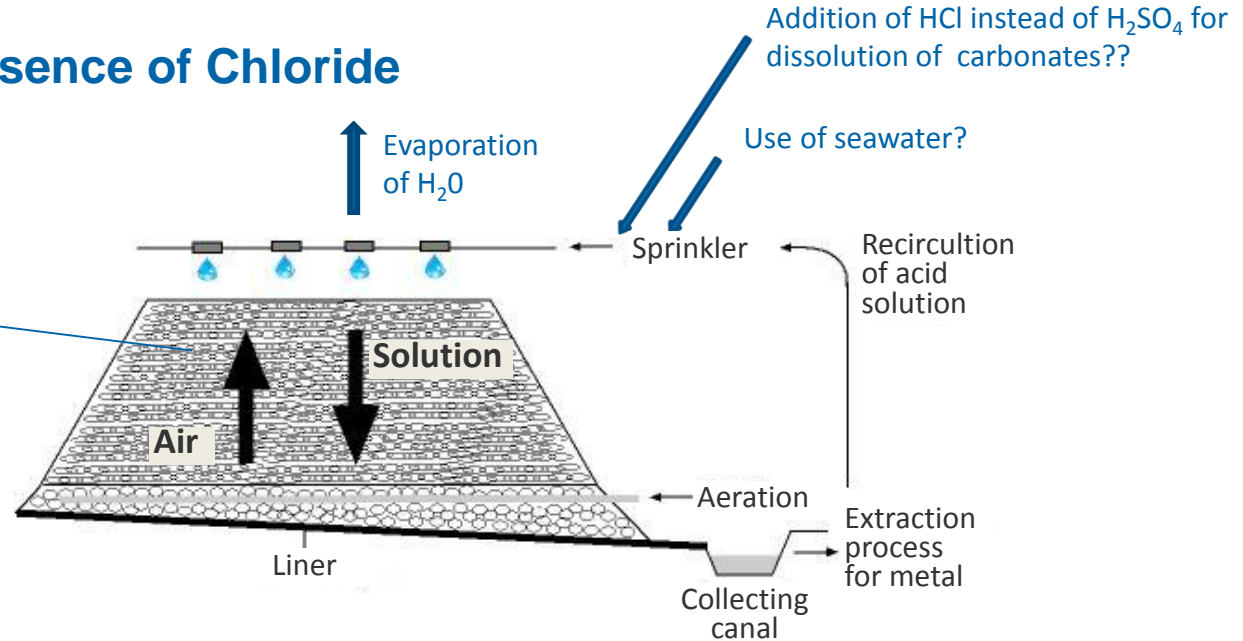 sence of Chloride
Addition of HCl instead of H₂SO₄ for
dissolution of carbonates??
Use of seawater?
Evaporation
of H₂0
Sprinkler
Recircultion
of acid
solution
Solution
Air
Aeration
Extraction
process
for metal
Liner
Collecting
canal